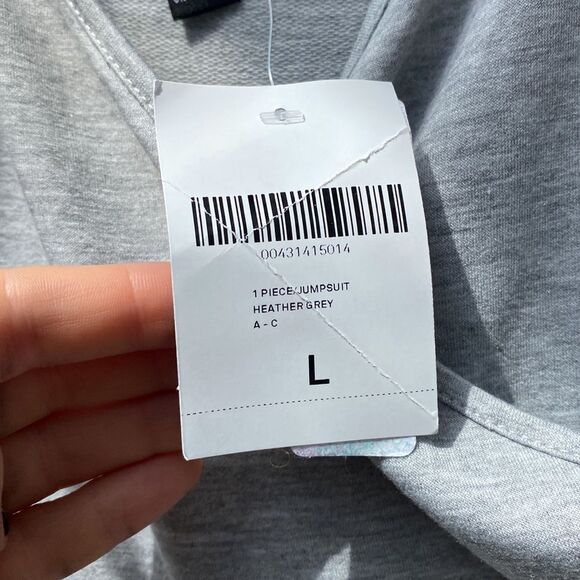 00431415014
1 PIECE/JUMPSUIT
HEATHER GREY
A - C
L